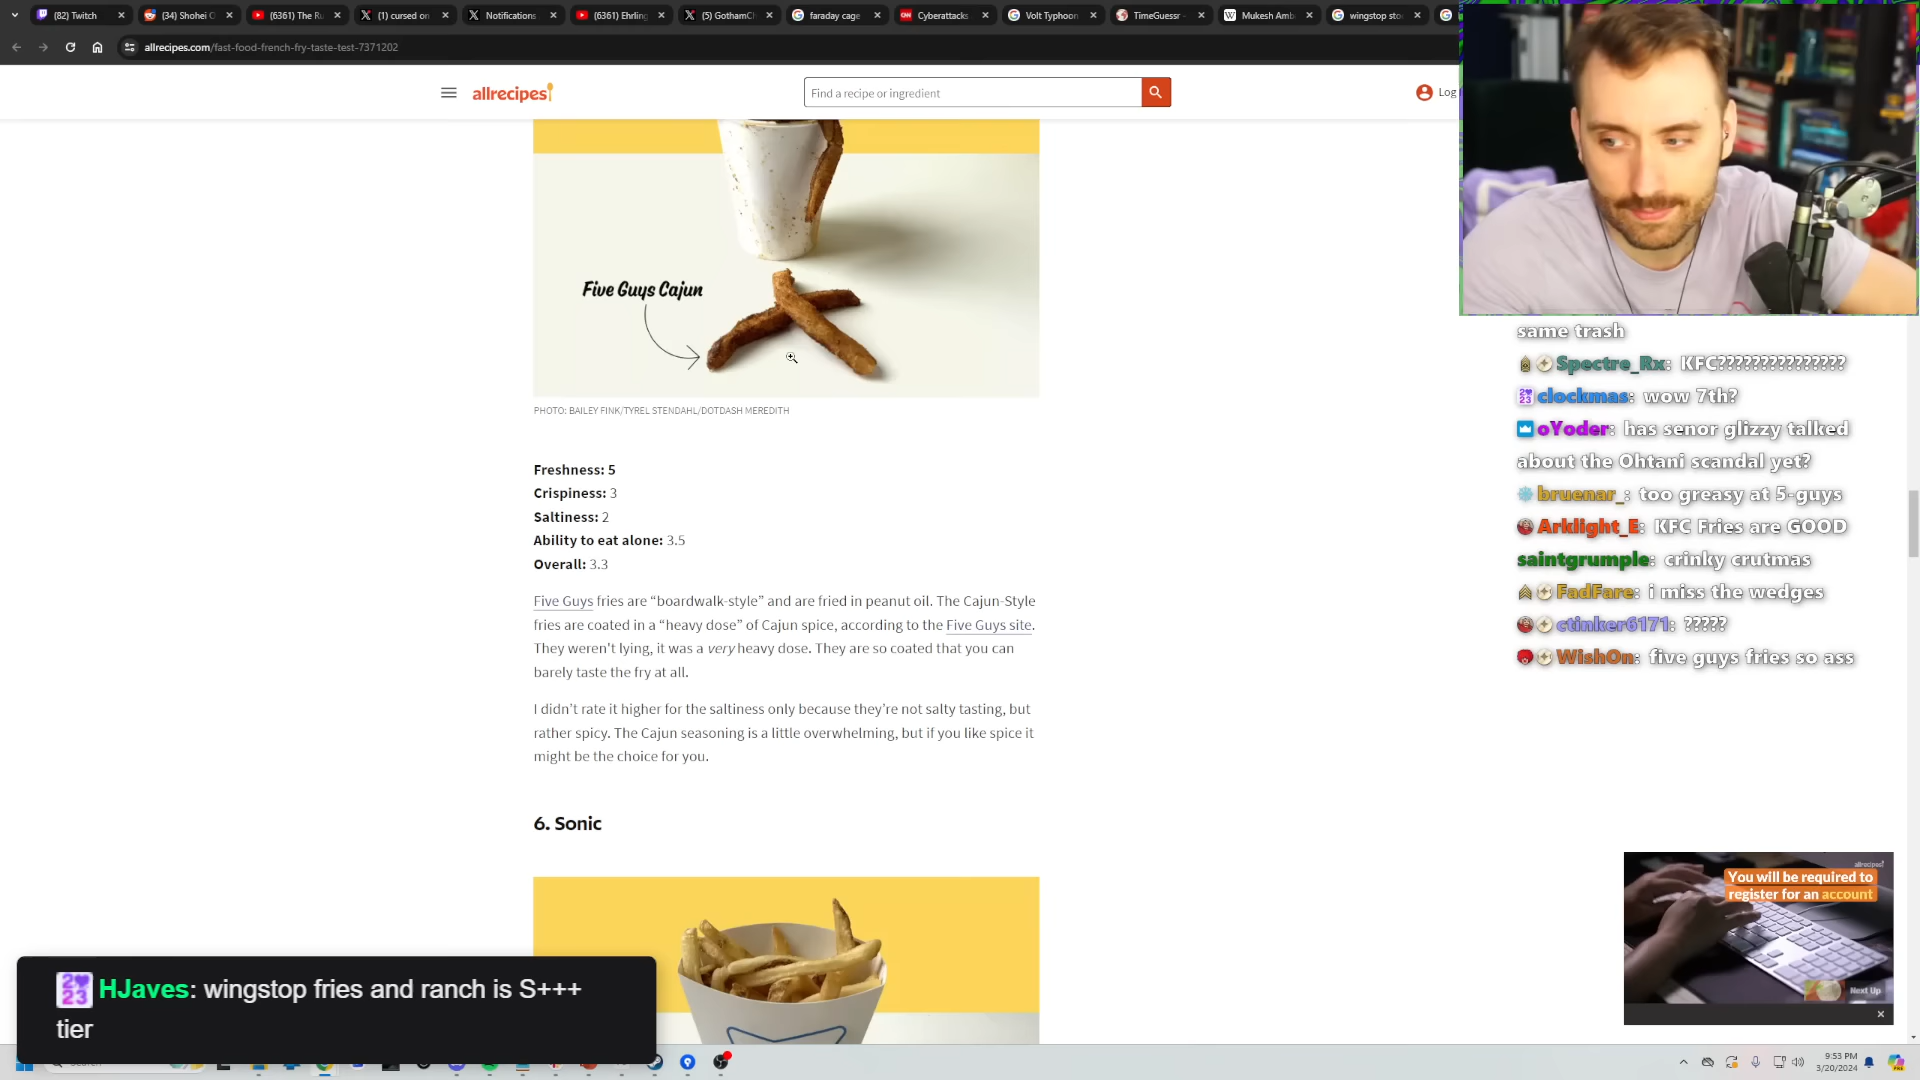 (82) Twitch
(34) Shohei O
(6361) The Ru
(1) cursed on
Notifications
(6361) Ehrling
(5) GothamCh
faraday cage
Cyberattacks
Volt Typhoon
TimeGuessr
Mukesh Amb
wingstop sto
allrecipes.com/fast-food-french-fry-taste-test-7371202
allrecipes
Find a recipe or ingredient
Log
Five Guys Cajun
PHOTO: BAILEY FINK/TYREL STENDAHL/DOTDASH MEREDITH
Freshness: 5
Crispiness: 3
Saltiness: 2
Ability to eat alone: 3.5
Overall: 3.3
Five Guys fries are “boardwalk-style” and are fried in peanut oil. The Cajun-Style
fries are coated in a “heavy dose” of Cajun spice, according to the Five Guys site.
They weren't lying, it was a very heavy dose. They are so coated that you can
barely taste the fry at all.
I didn’t rate it higher for the saltiness only because they’re not salty tasting, but
rather spicy. The Cajun seasoning is a little overwhelming, but if you like spice it
might be the choice for you.
6. Sonic
same trash
Spectre_Rx: KFC???????????????
clockmas: wow 7th?
oYoder: has senor glizzy talked
about the Ohtani scandal yet?
bruenar_: too greasy at 5-guys
Arklight_E: KFC Fries are GOOD
saintgrumple: crinky crutmas
FadFare: i miss the wedges
ctinker6171: ?????
WishOn: five guys fries so ass
allrecipes
You will be required to
register for an account
Next Up
HJaves: wingstop fries and ranch is S+++
tier
9:53 PM
3/20/2024